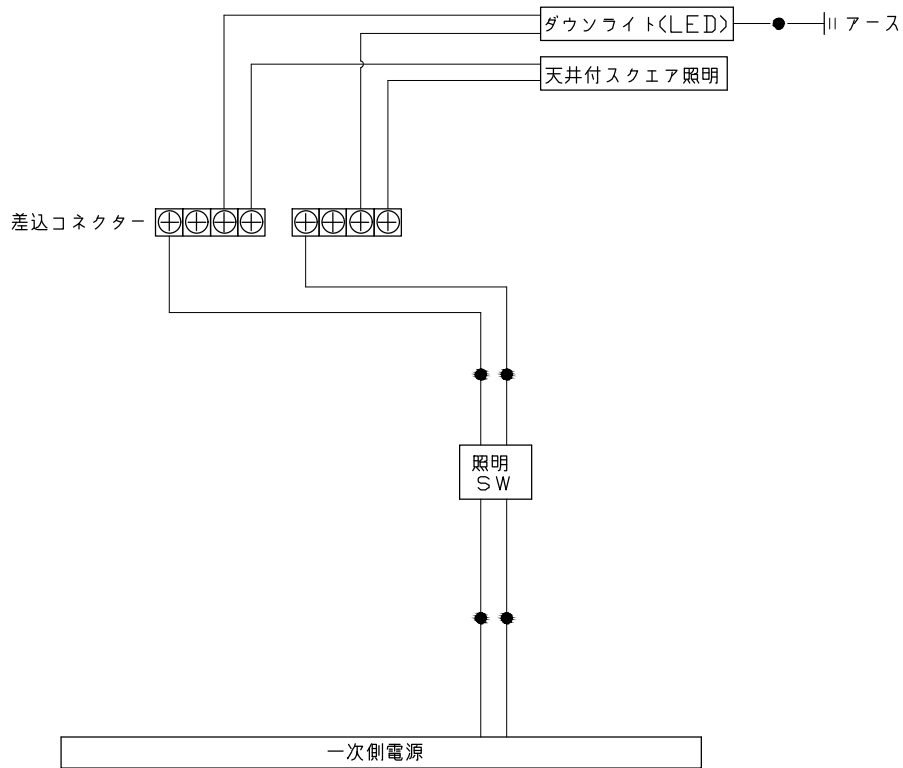 ダウンライト(LED)
アース
天井付スクエア照明
差込コネクター
照明
SW
一次側電源